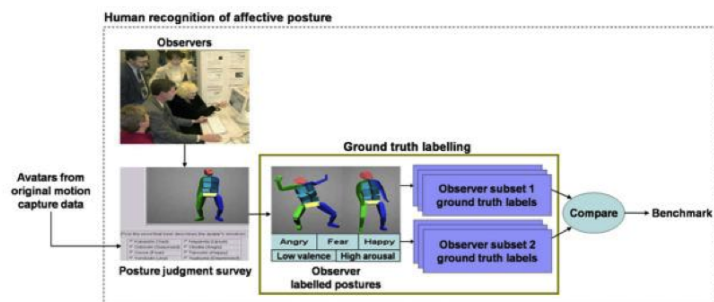 Human recognition of affective posture
Observers
Ground truth labelling
Avatars from
original motion
capture data
Observer subset 1
ground truth labels
Compare
Benchmark
Angry Fear Happy
Low valence High arousal
Observer subset 2
ground truth labels
Posture judgment survey
Observer
labelled postures